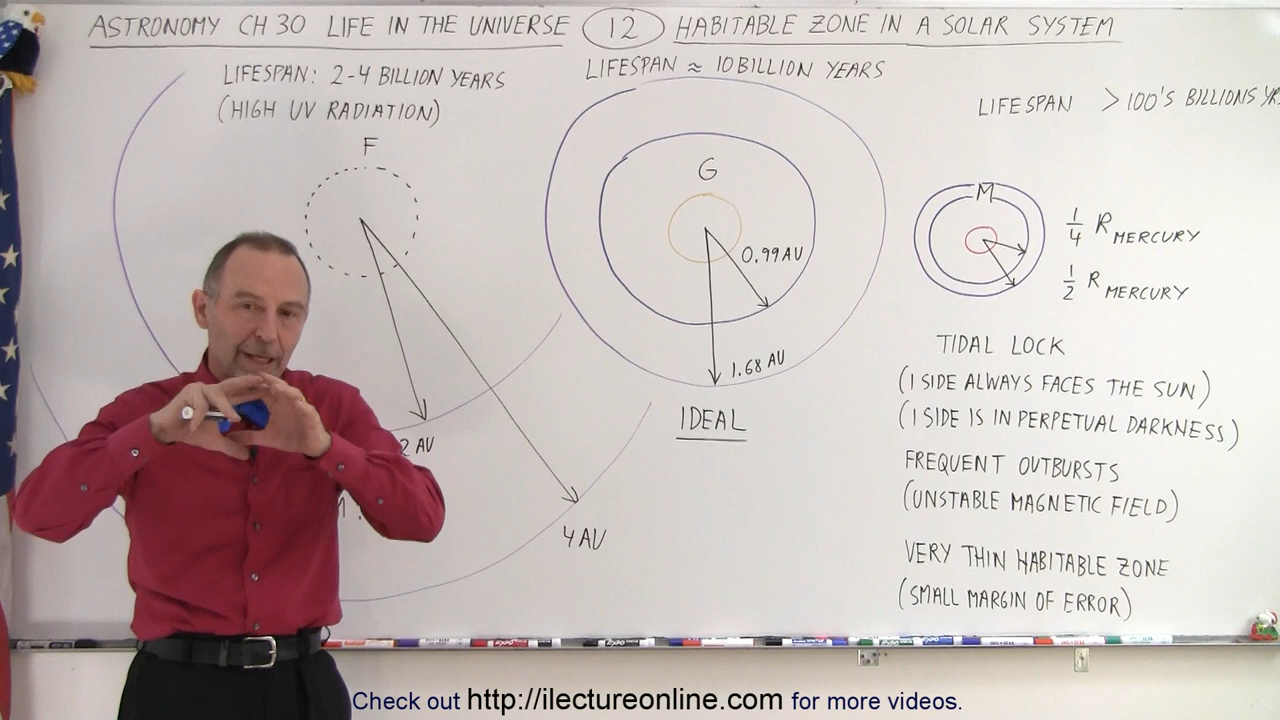 ASTRONOMY CH 30 LIFE IN THE UNIVERSE 12 HABITABLE ZONE IN A SOLAR SYSTEM
LIFESPAN: 2-4 BILLION YEARS
(HIGH UV RADIATION)
F
2 AU
4 AU
LIFESPAN ≈ 10 BILLION YEARS
G
0.99 AU
1.68 AU
IDEAL
LIFESPAN > 100'S BILLIONS
M
1/4 R MERCURY
1/2 R MERCURY
TIDAL LOCK
(1 SIDE ALWAYS FACES THE SUN)
(1 SIDE IS IN PERPETUAL DARKNESS)
FREQUENT OUTBURSTS
(UNSTABLE MAGNETIC FIELD)
VERY THIN HABITABLE ZONE
(SMALL MARGIN OF ERROR)
Check out http://ilectureonline.com for more videos.